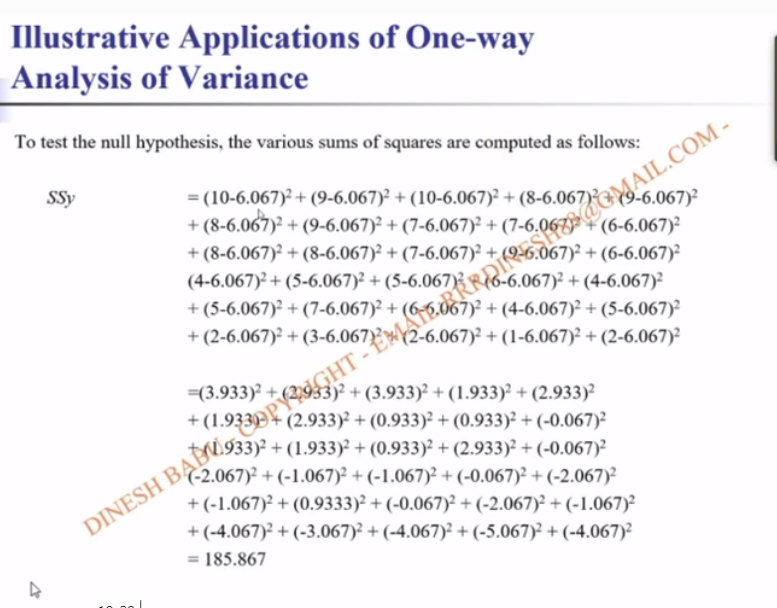 Illustrative Applications of One-way
Analysis of Variance
To test the null hypothesis, the various sums of squares are computed as follows:
SSy = (10-6.067)² + (9-6.067)² + (10-6.067)² + (8-6.067)² + (9-6.067)²
+ (8-6.067)² + (9-6.067)² + (7-6.067)² + (7-6.067)² + (6-6.067)²
+ (8-6.067)² + (8-6.067)² + (7-6.067)² + (9-6.067)² + (6-6.067)²
(4-6.067)² + (5-6.067)² + (5-6.067)² + (6-6.067)² + (4-6.067)²
+ (5-6.067)² + (7-6.067)² + (6-6.067)² + (4-6.067)² + (5-6.067)²
+ (2-6.067)² + (3-6.067)² + (2-6.067)² + (1-6.067)² + (2-6.067)²
=(3.933)² + (2.933)² + (3.933)² + (1.933)² + (2.933)²
+ (1.933)² + (2.933)² + (0.933)² + (0.933)² + (-0.067)²
+ (1.933)² + (1.933)² + (0.933)² + (2.933)² + (-0.067)²
(-2.067)² + (-1.067)² + (-1.067)² + (-0.067)² + (-2.067)²
+ (-1.067)² + (0.9333)² + (-0.067)² + (-2.067)² + (-1.067)²
+ (-4.067)² + (-3.067)² + (-4.067)² + (-5.067)² + (-4.067)²
= 185.867
DINESH BABU - COPYRIGHT - EMAIL.RRRDINESH88@GMAIL.COM -